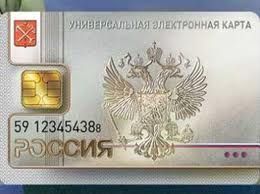 УНИВЕРСАЛЬНАЯ ЭЛЕКТРОННАЯ КАРТА
59 12345438в
РОССИЯ